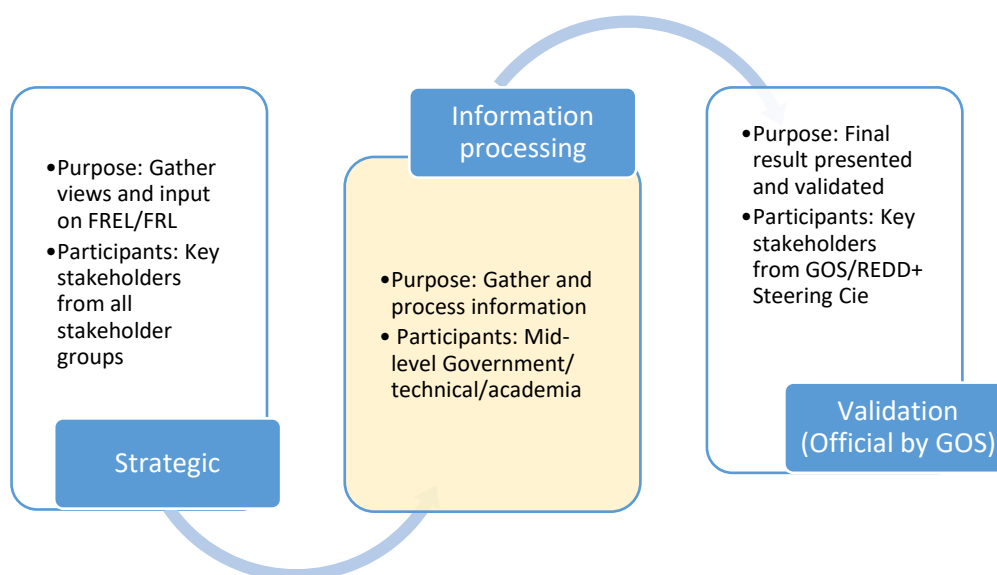 •Purpose: Gather
views and input
on FREL/FRL
•Participants: Key
stakeholders
from all
stakeholder
groups
Strategic
Information
processing
•Purpose: Gather and
process information
• Participants: Mid-
level Government/
technical/academia
•Purpose: Final
result presented
and validated
•Participants: Key
stakeholders
from GOS/REDD+
Steering Cie
Validation
(Official by GOS)